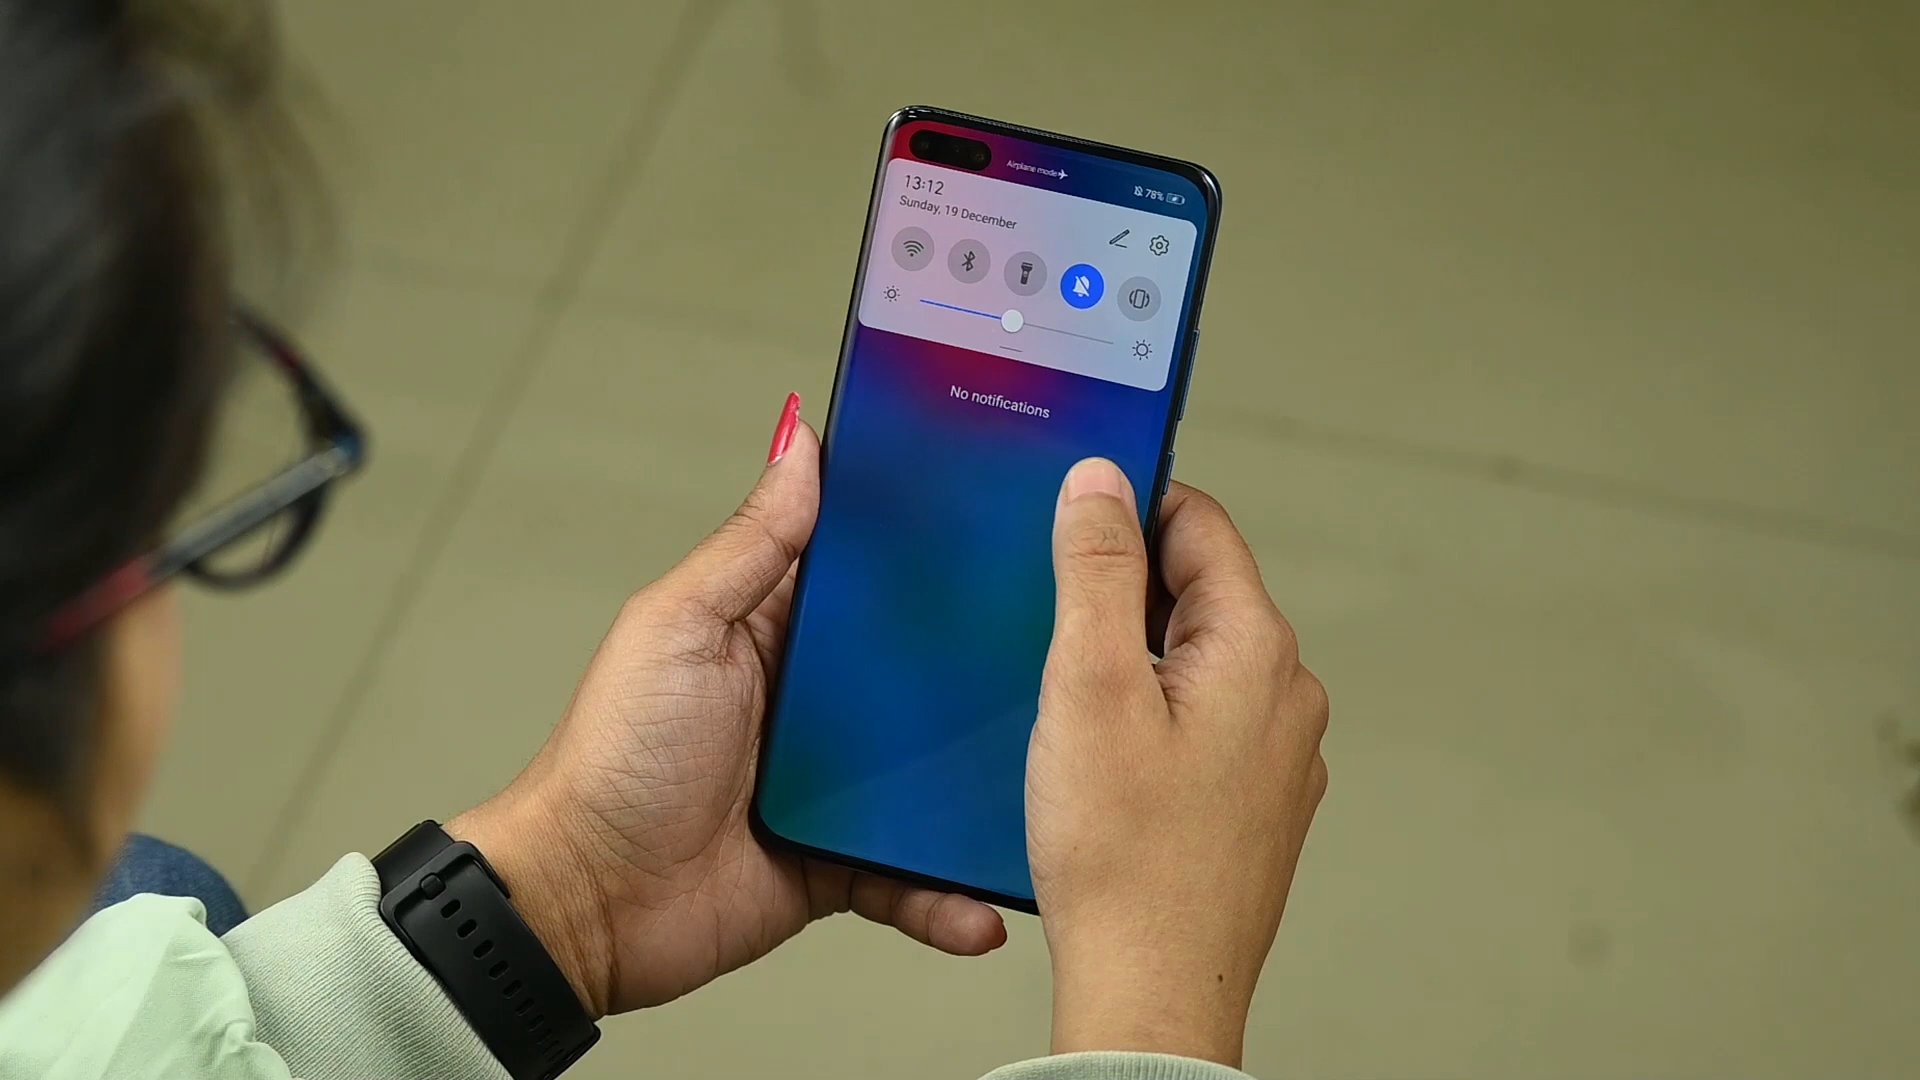 Airplane mode
78%
13:12
Sunday, 19 December
No notifications